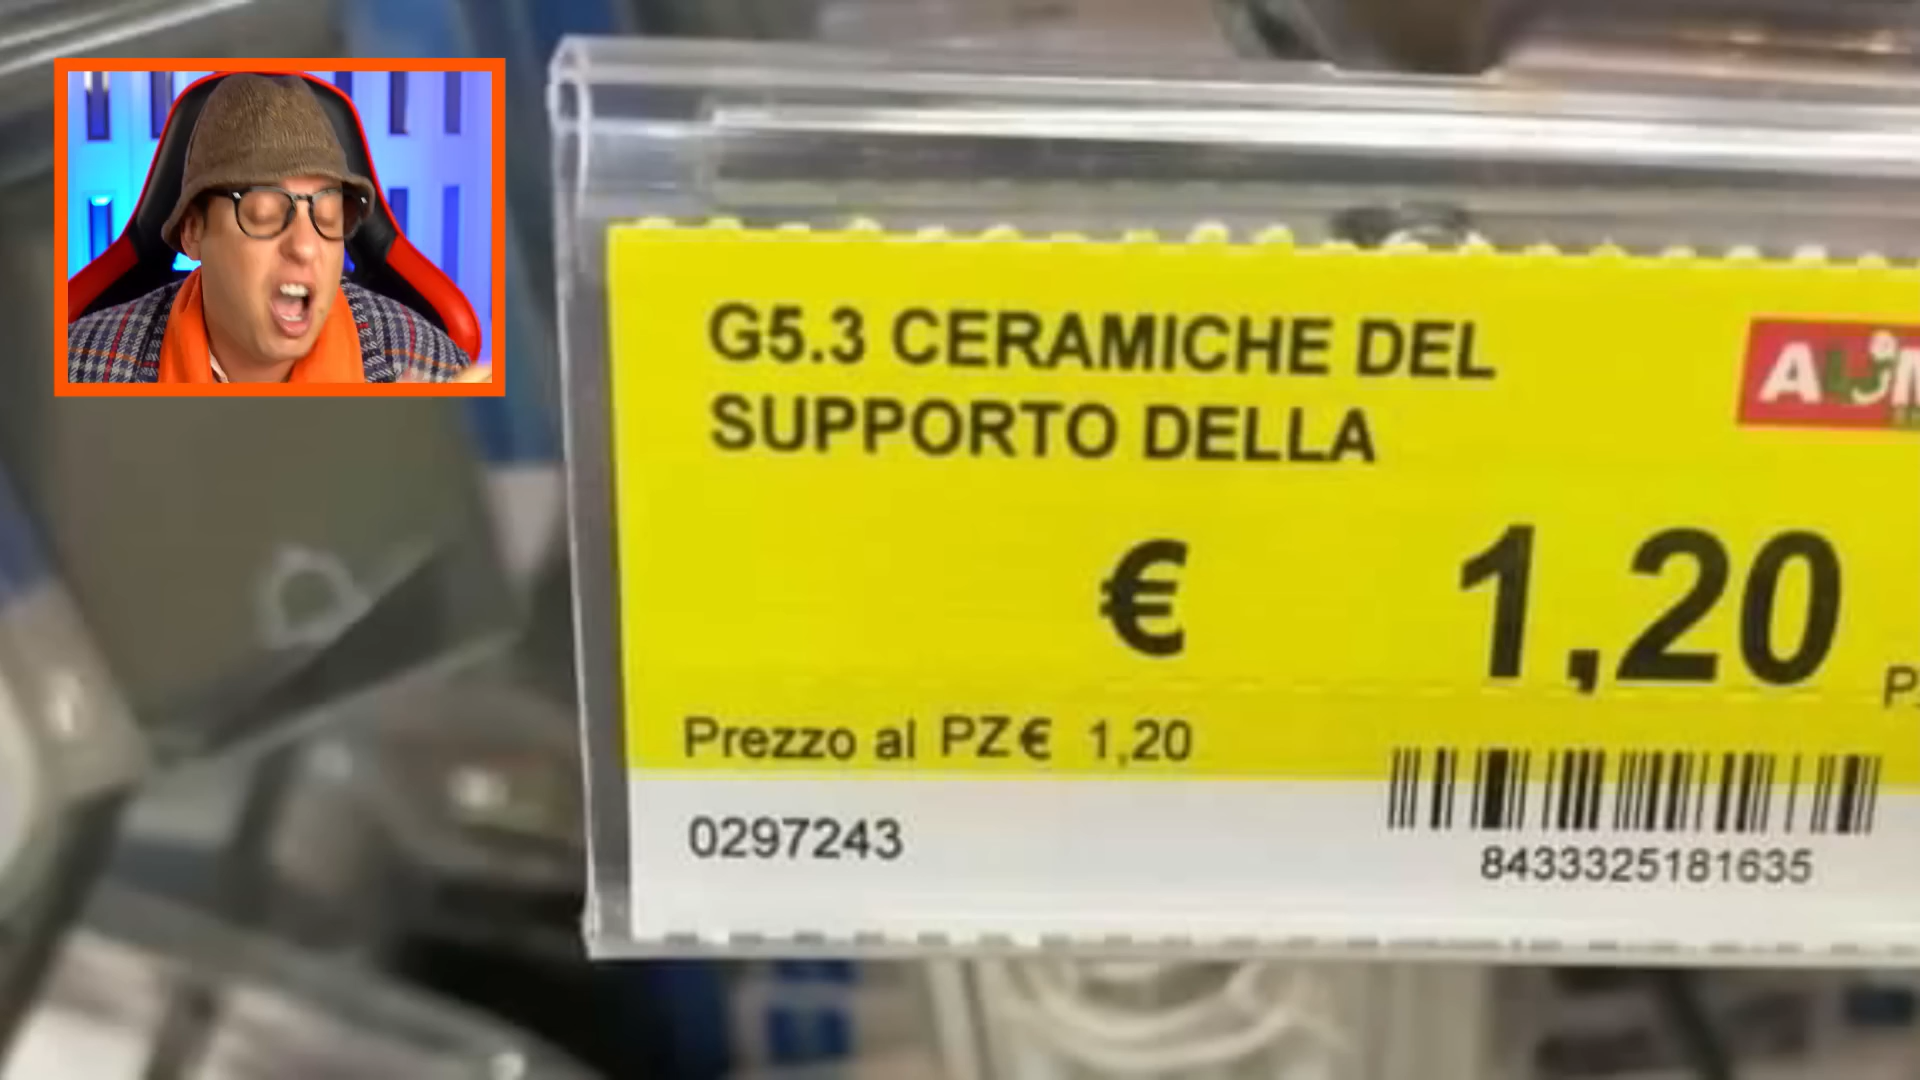 G5.3 CERAMICHE DEL
SUPPORTO DELLA
€ 1,20
Prezzo al PZ € 1,20
0297243
8433325181635